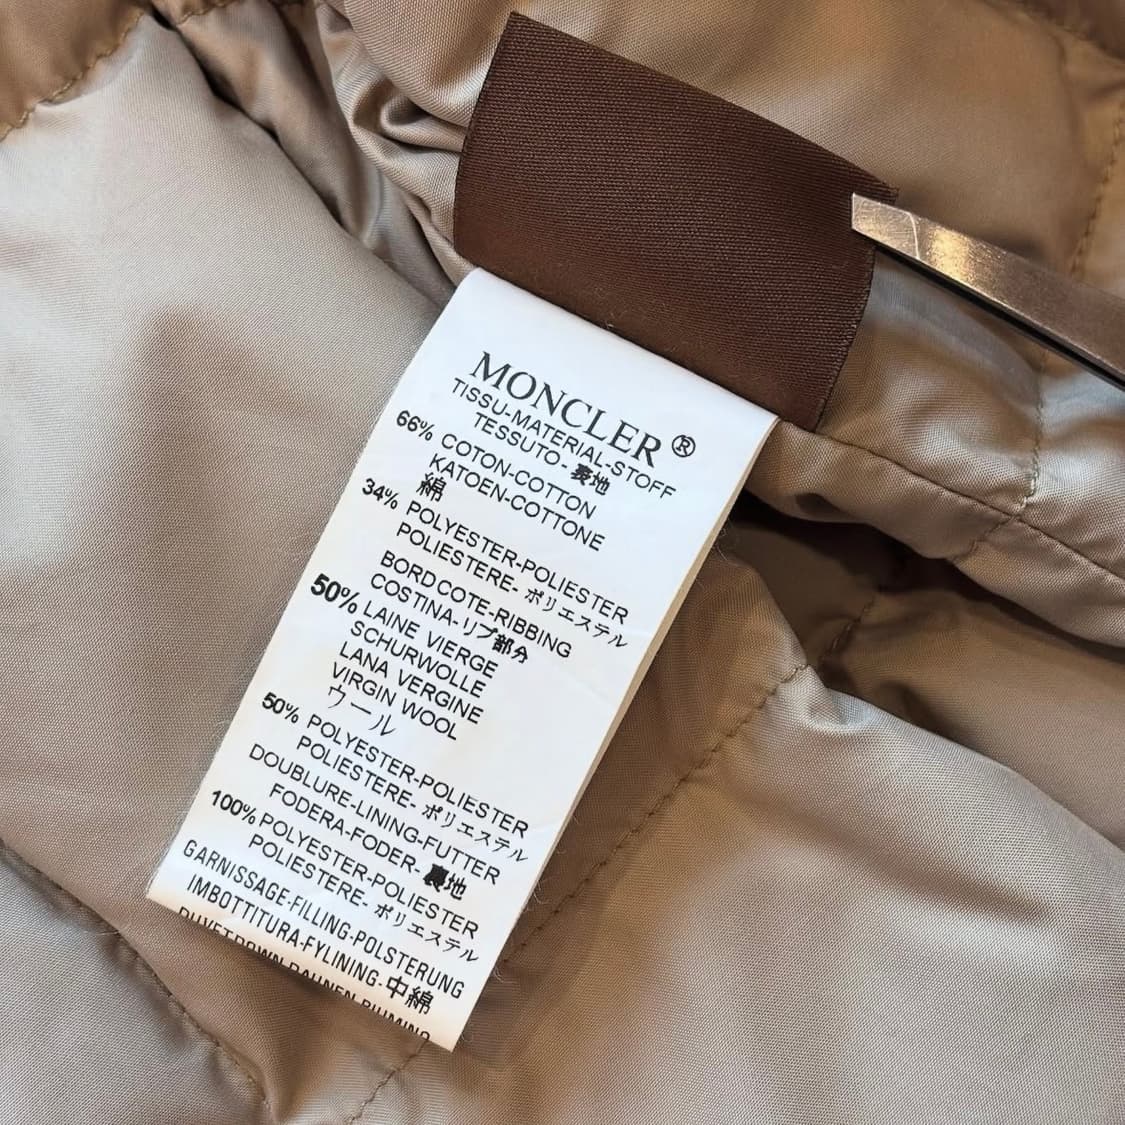 MONCLER®
TISSU-MATERIAL-STOFF
TESSUTO-表地
66% COTON-COTTON
KATOEN-COTTONE
綿
34% POLYESTER-POLIESTER
POLIESTERE- ポリエステル
BORDCOTE-RIBBING
COSTINA-リブ部分
50% LAINE VIERGE
SCHURWOLLE
LANA VERGINE
VIRGIN WOOL
ウール
50% POLYESTER-POLIESTER
POLIESTERE- ポリエステル
DOUBLURE-LINING-FUTTER
FODERA-FODER- 裏地
100% POLYESTER-POLIESTER
POLIESTERE- ポリエステル
GARNISSAGE-FILLING-POLSTERUNG
IMBOTTITURA-FYLINING-中綿